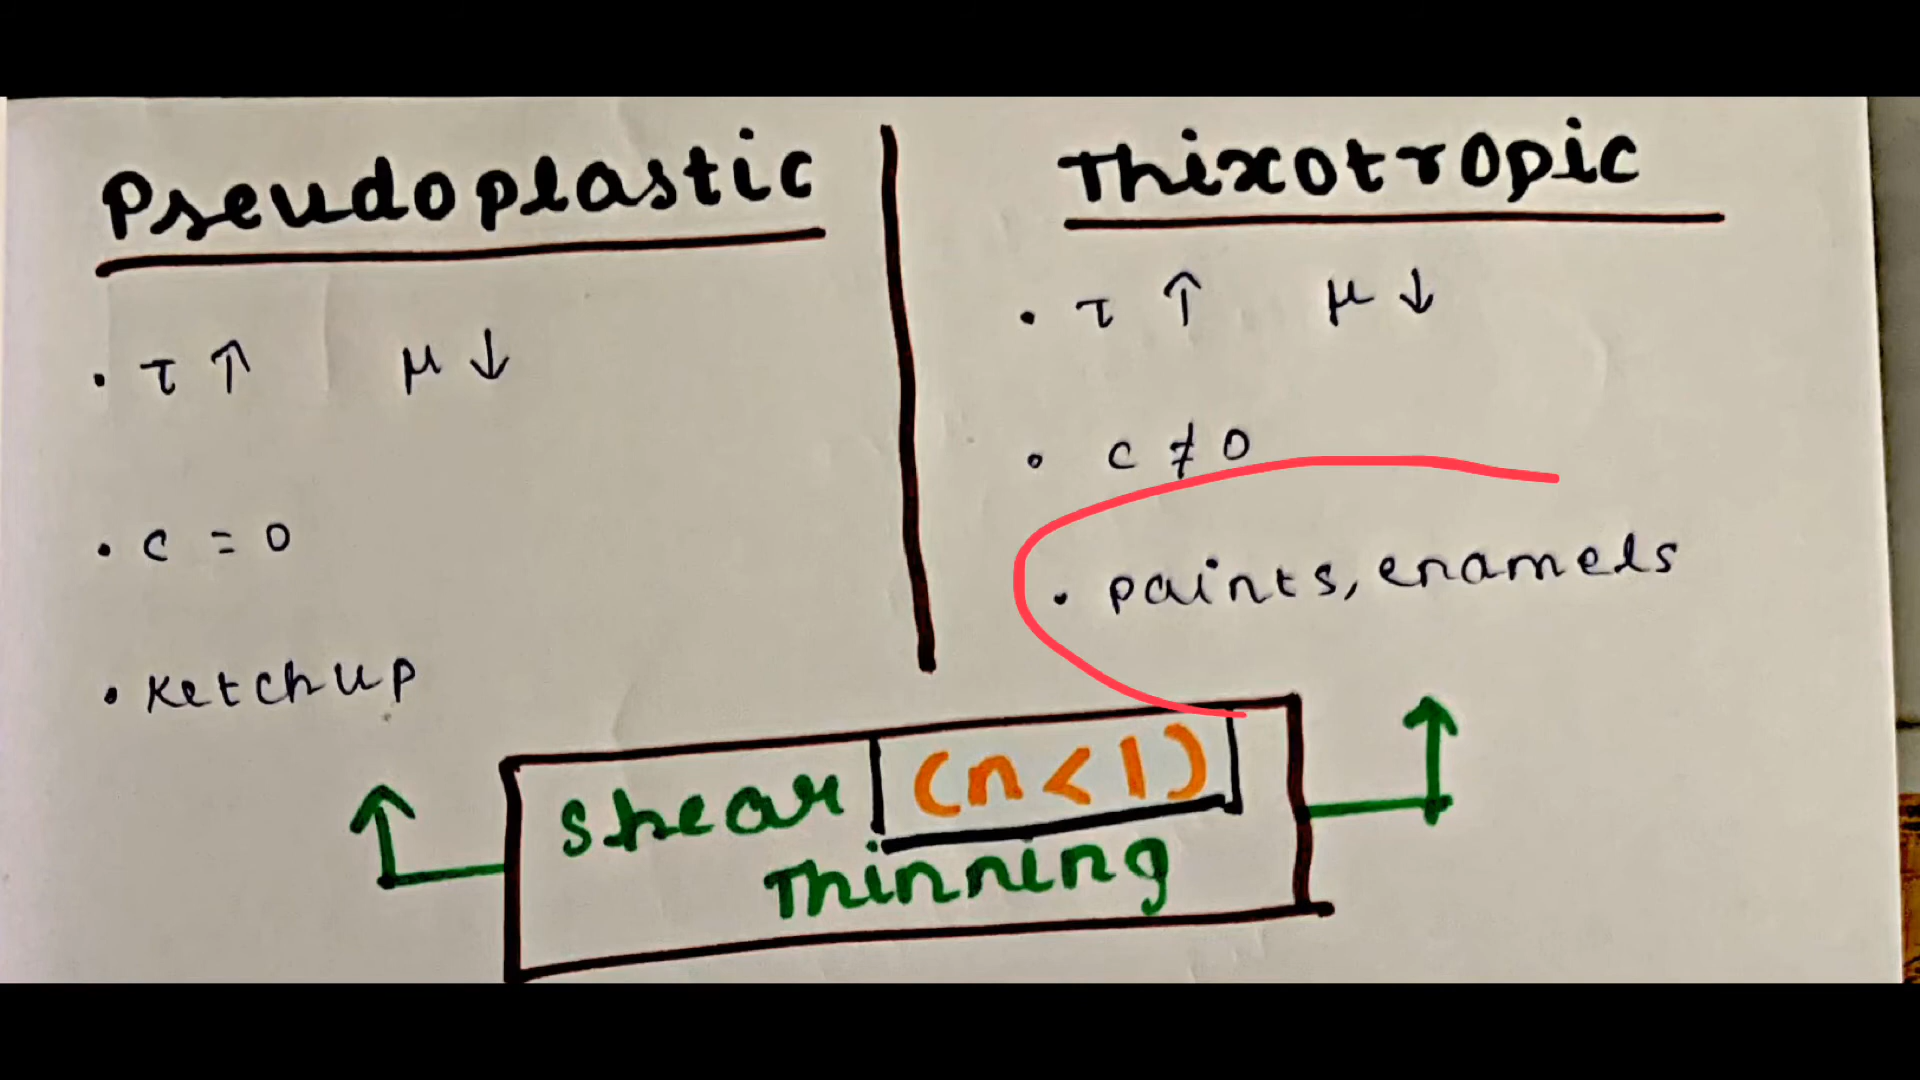 Pseudoplastic
• τ ↑ μ ↓
• c = 0
• Ketchup
Thixotropic
• τ ↑ μ ↓
• c ≠ 0
• paints, enamels
Shear (n < 1)
Thinning